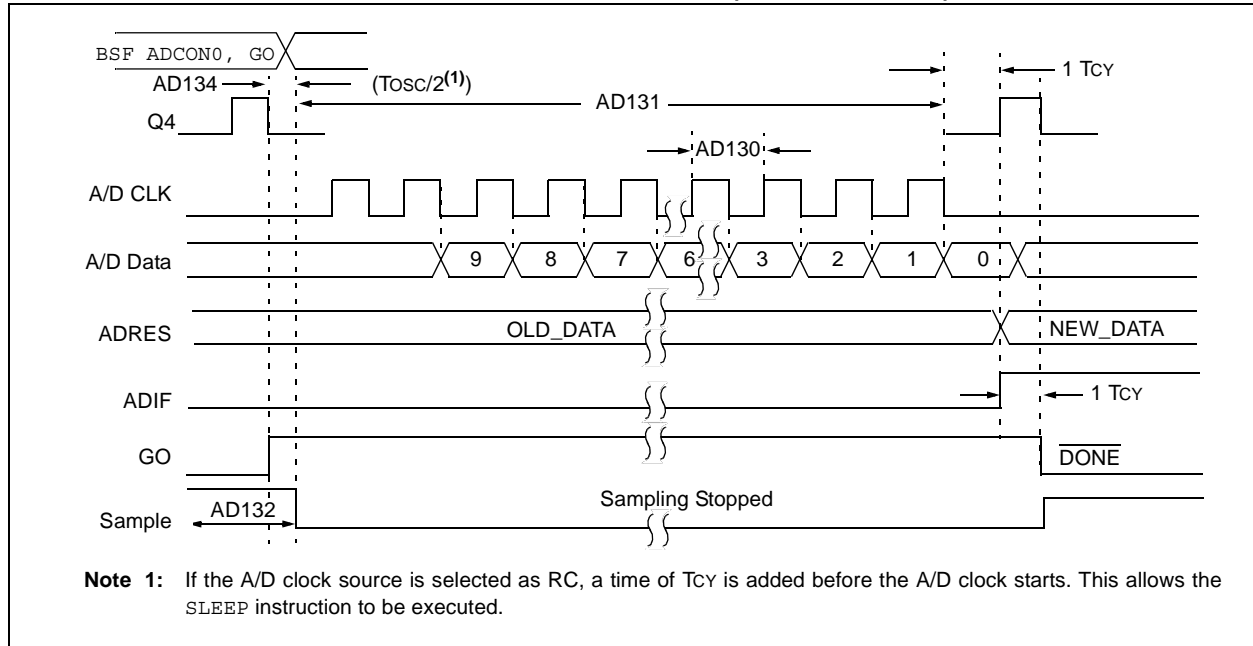 BSF ADCON0, GO
AD134
(TOSC/2(1))
1 TCY
AD131
Q4
AD130
A/D CLK
A/D Data
9
8
7
6
3
2
1
0
ADRES
OLD_DATA
NEW_DATA
ADIF
1 TCY
GO
DONE
AD132
Sample
Sampling Stopped
Note 1: If the A/D clock source is selected as RC, a time of TCY is added before the A/D clock starts. This allows the
SLEEP instruction to be executed.